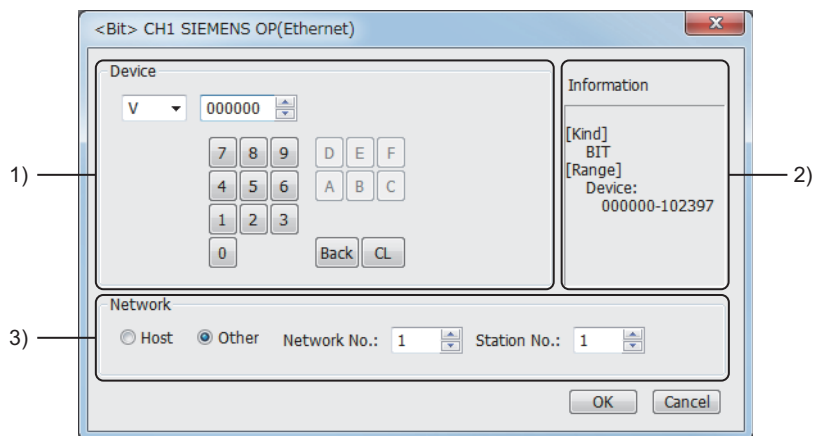 <Bit> CH1 SIEMENS OP(Ethernet)
x
Device
V 000000
7 8 9 D E F
4 5 6 A B C
1 2 3
0 Back CL
Information
[Kind]
BIT
[Range]
Device:
000000-102397
1)
2)
Network
Host Other Network No.: 1 Station No.: 1
3)
OK Cancel